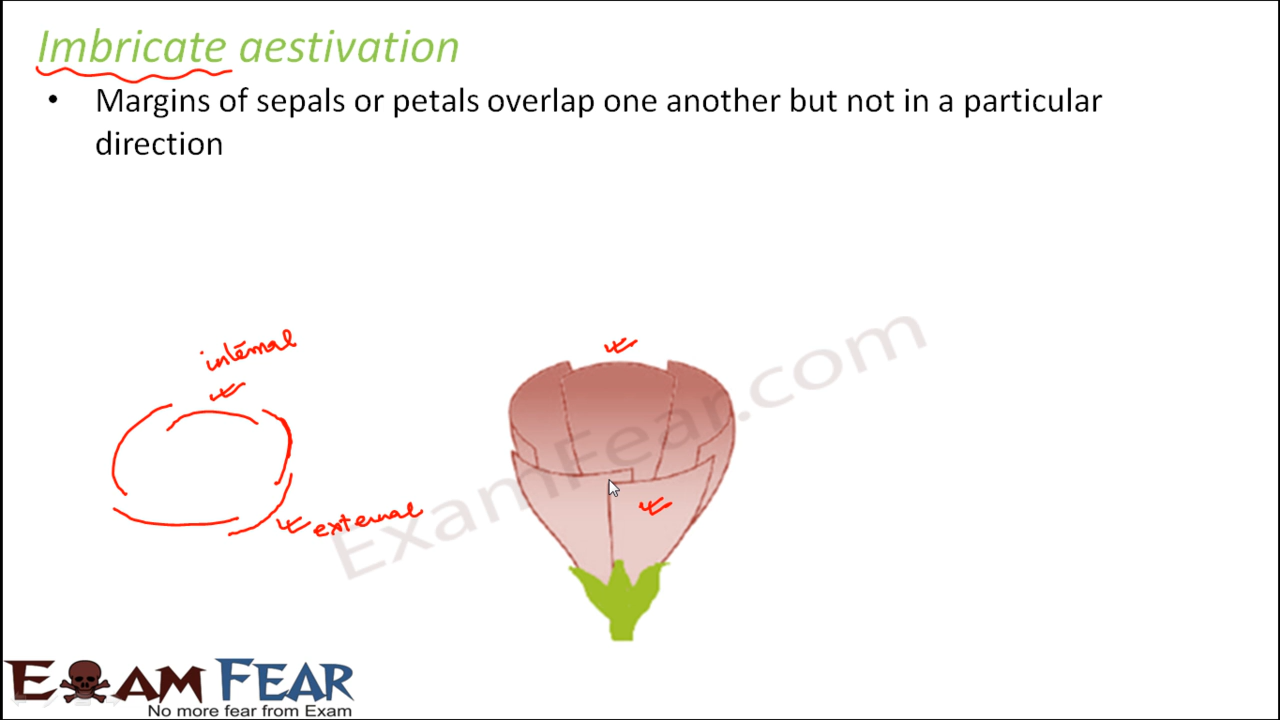 Imbricate aestivation
• Margins of sepals or petals overlap one another but not in a particular
direction
internal
external
ExamFear.com
EXAM FEAR
No more fear from Exam